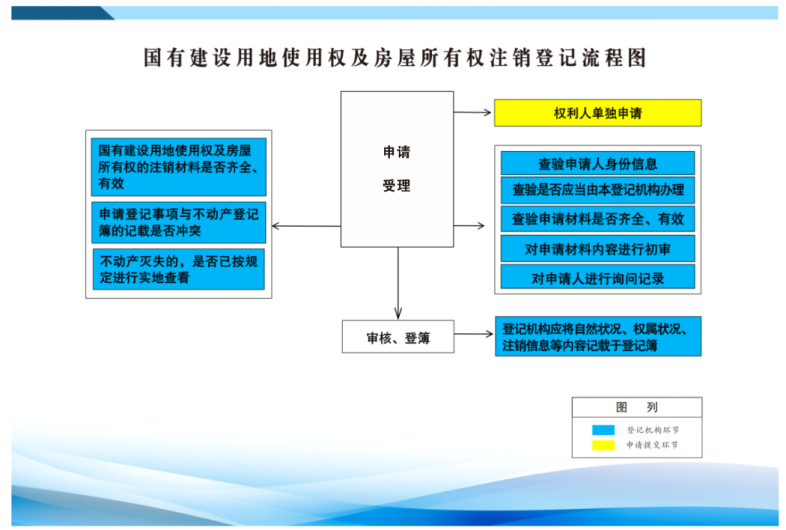 国有建设用地使用权及房屋所有权注销登记流程图
申请
受理
权利人单独申请
国有建设用地使用权及房屋
所有权的注销材料是否齐全、
有效
申请登记事项与不动产登记
簿的记载是否冲突
不动产灭失的，是否已按规
定进行实地查看
查验申请人身份信息
查验是否应当由本登记机构办理
查验申请材料是否齐全、有效
对申请材料内容进行初审
对申请人进行询问记录
审核、登簿
登记机构应将自然状况、权属状况、
注销信息等内容记载于登记簿
图 列
登记机构环节
申请提交环节